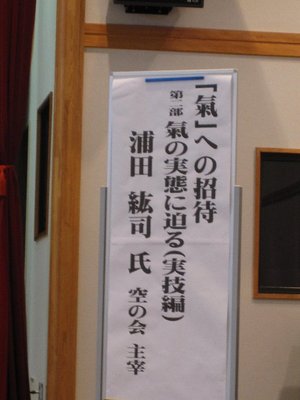 「氣」への招待
第二部 氣の実態に迫る(実技編)
浦田 紘司 氏 空の会 主宰